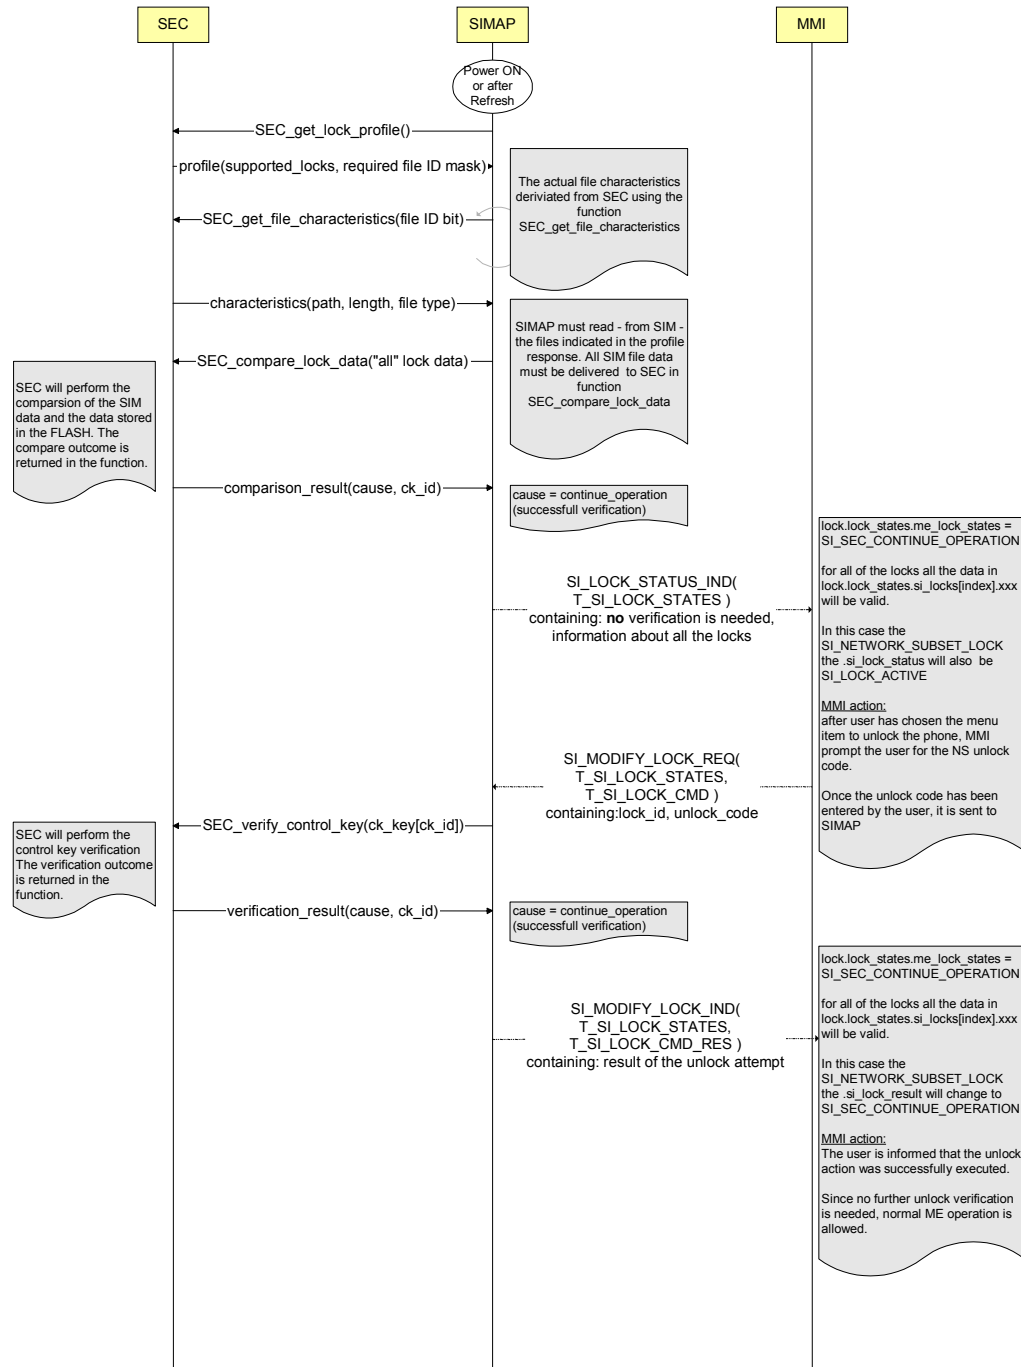 SEC
SIMAP
MMI
Power ON
or after
Refresh
SEC_get_lock_profile()
profile(supported_locks, required file ID mask)
The actual file characteristics
deriviated from SEC using the
function
SEC_get_file_characteristics
SEC_get_file_characteristics(file ID bit)
characteristics(path, length, file type)
SIMAP must read - from SIM -
the files indicated in the profile
response. All SIM file data
must be delivered to SEC in
function
SEC_compare_lock_data
SEC_compare_lock_data("all" lock data)
SEC will perform the
comparsion of the SIM
data and the data stored
in the FLASH. The
compare outcome is
returned in the function.
comparison_result(cause, ck_id)
cause = continue_operation
(successfull verification)
lock.lock_states.me_lock_states =
SI_SEC_CONTINUE_OPERATION
for all of the locks all the data in
lock.lock_states.si_locks[index].xxx
will be valid.
In this case the
SI_NETWORK_SUBSET_LOCK
the .si_lock_status will also be
SI_LOCK_ACTIVE
MMI action:
after user has chosen the menu
item to unlock the phone, MMI
prompt the user for the NS unlock
code.
Once the unlock code has been
entered by the user, it is sent to
SIMAP
SI_LOCK_STATUS_IND(
T_SI_LOCK_STATES )
containing: no verification is needed,
information about all the locks
SI_MODIFY_LOCK_REQ(
T_SI_LOCK_STATES,
T_SI_LOCK_CMD )
containing:lock_id, unlock_code
SEC_verify_control_key(ck_key[ck_id])
SEC will perform the
control key verification
The verification outcome
is returned in the
function.
verification_result(cause, ck_id)
cause = continue_operation
(successfull verification)
lock.lock_states.me_lock_states =
SI_SEC_CONTINUE_OPERATION
for all of the locks all the data in
lock.lock_states.si_locks[index].xxx
will be valid.
In this case the
SI_NETWORK_SUBSET_LOCK
the .si_lock_result will change to
SI_SEC_CONTINUE_OPERATION
MMI action:
The user is informed that the unlock
action was successfully executed.
Since no further unlock verification
is needed, normal ME operation is
allowed.
SI_MODIFY_LOCK_IND(
T_SI_LOCK_STATES,
T_SI_LOCK_CMD_RES )
containing: result of the unlock attempt